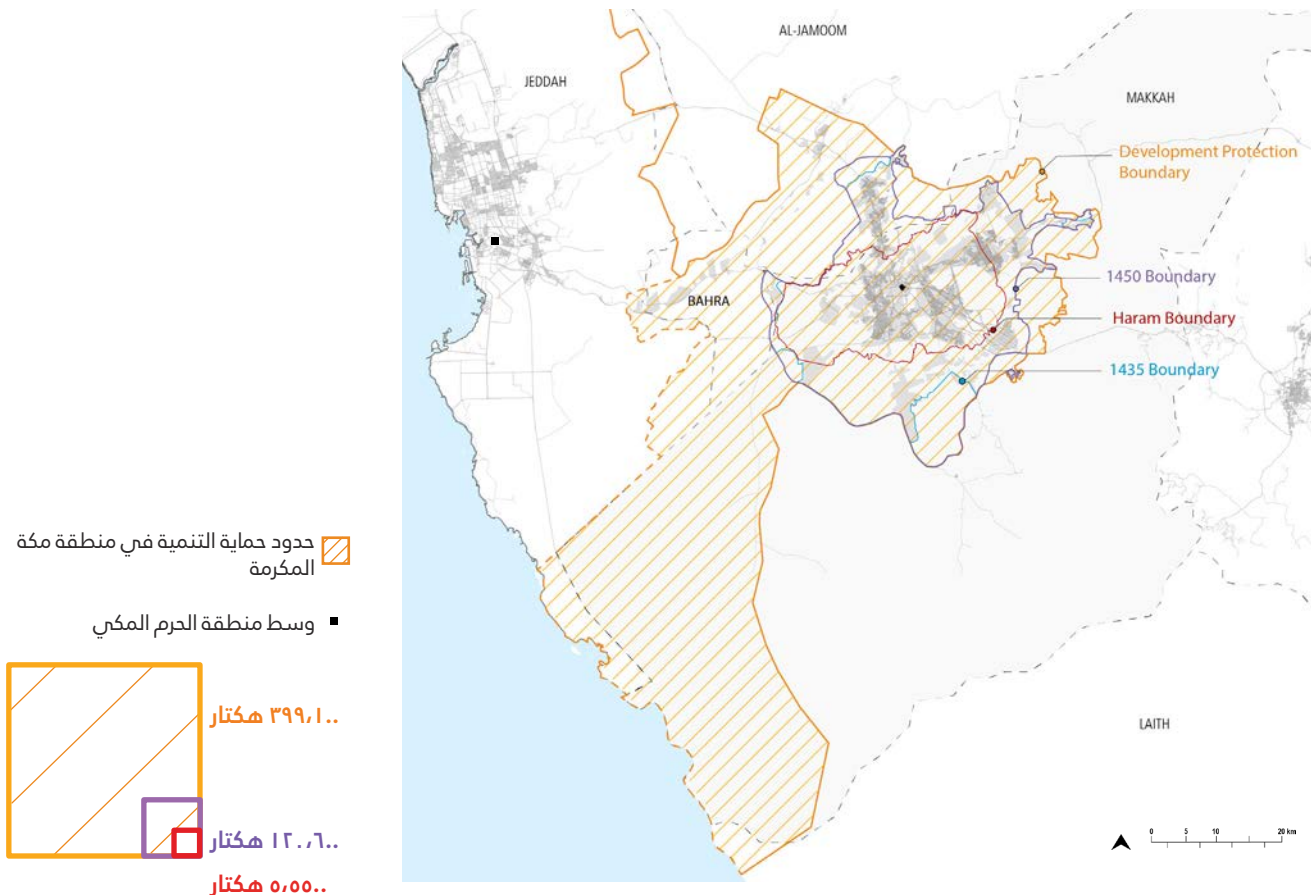 AL-JAMOOM
JEDDAH
MAKKAH
Development Protection
Boundary
1450 Boundary
BAHRA
Haram Boundary
1435 Boundary
LAITH
0 5 10 20 km
حدود حماية التنمية في منطقة مكة
المكرمة
وسط منطقة الحرم المكي
٣٩٩،١٠٠ هكتار
١٢٠،٦٠٠ هكتار
٥،٥٥٠٠ هكتار